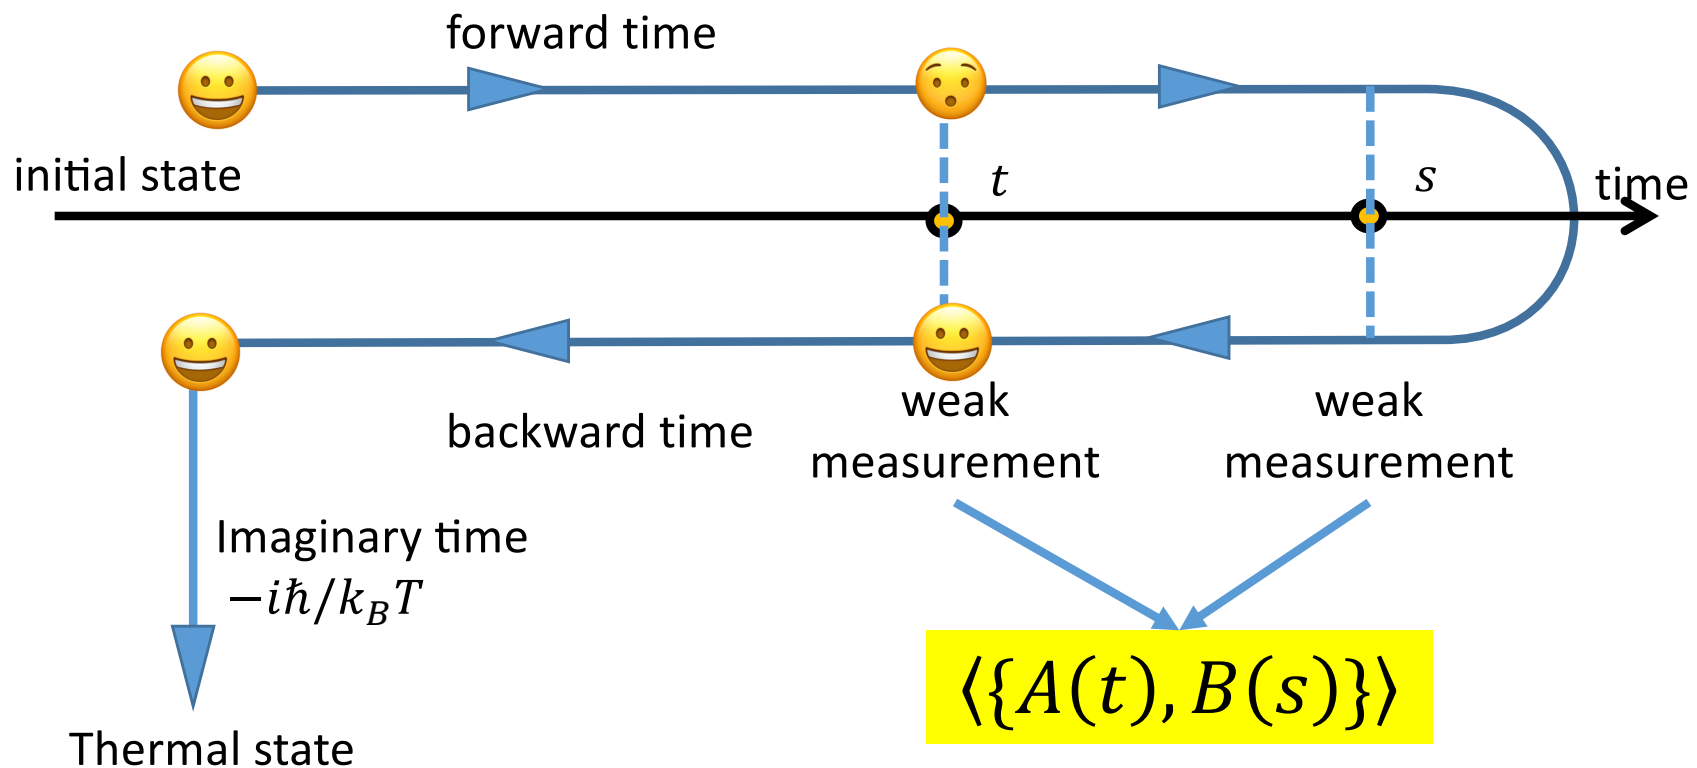 forward time
initial state
t
s
time
backward time
weak
measurement
weak
measurement
Imaginary time
−iħ/k_BT
⟨{A(t), B(s)}⟩
Thermal state